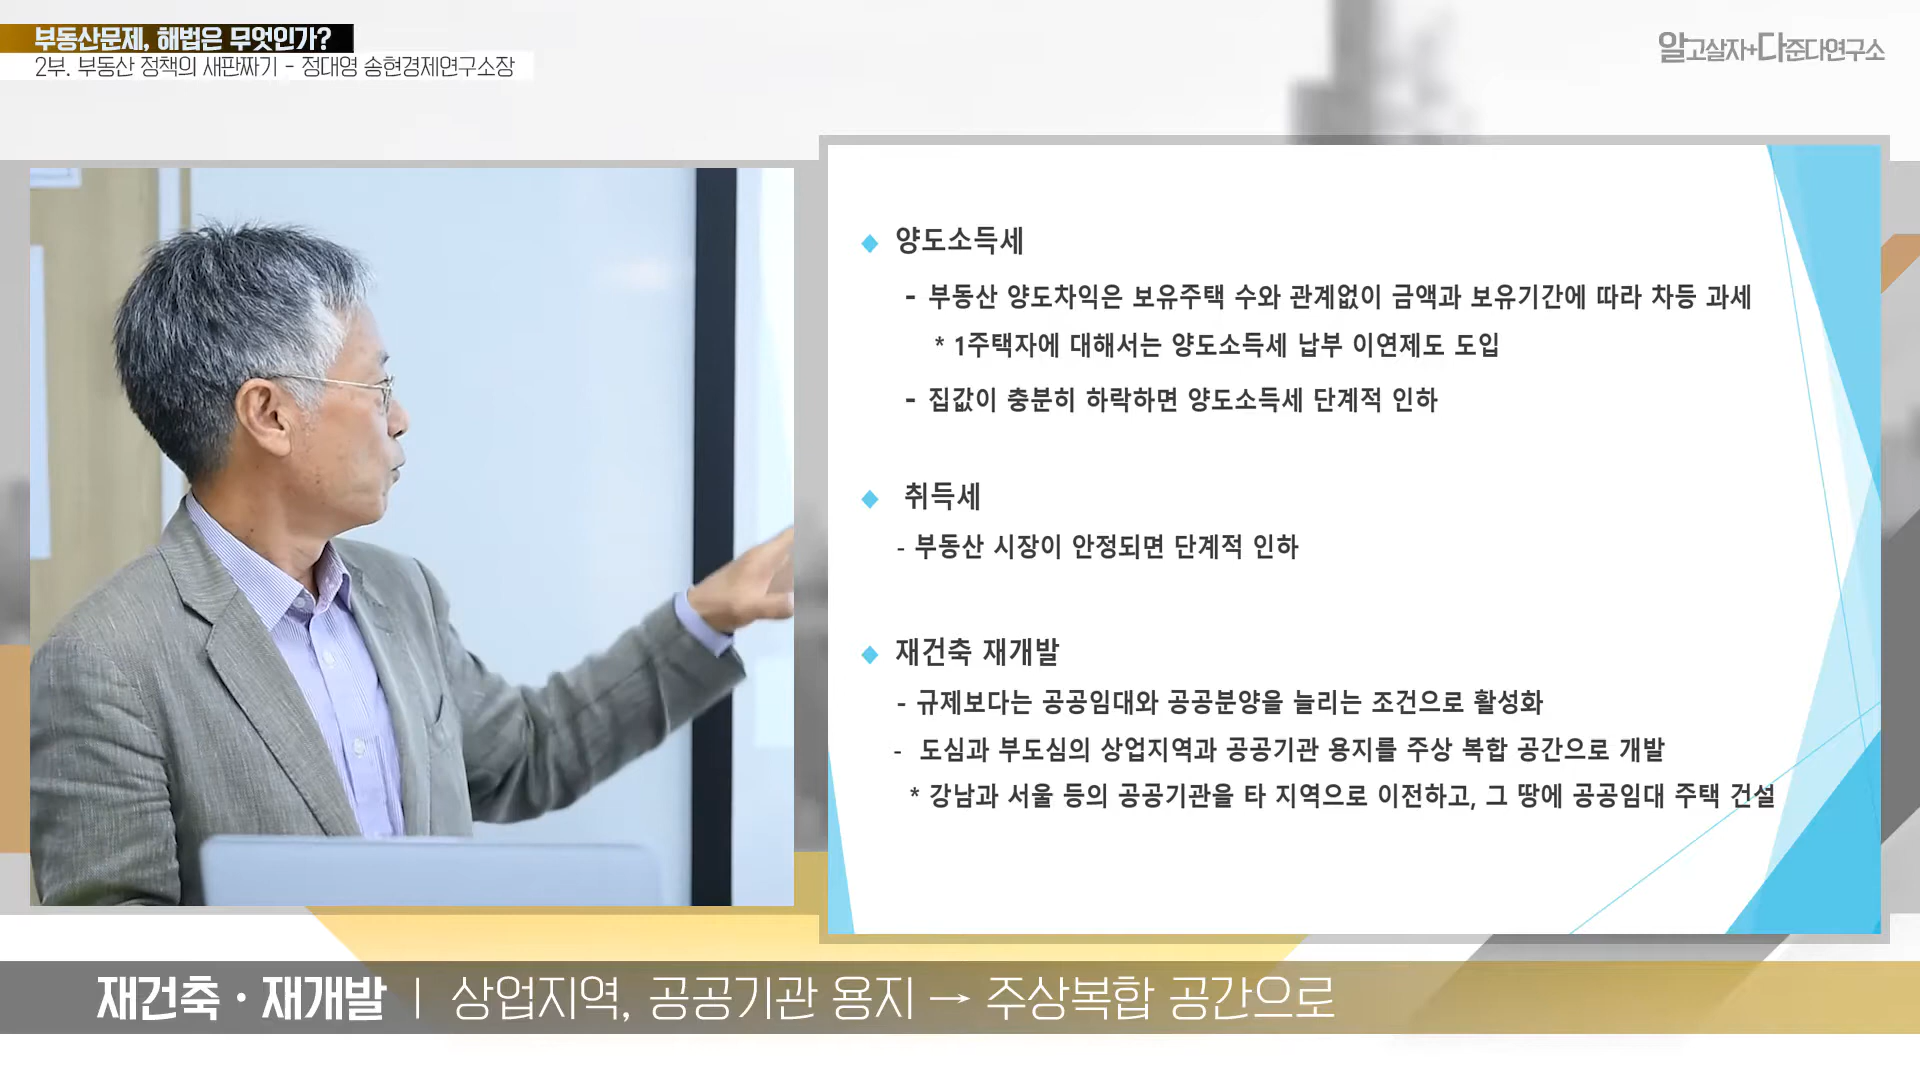 부동산문제, 해법은 무엇인가?
2부. 부동산 정책의 새판짜기 - 정대영 송현경제연구소장
알고살자+다준다연구소
양도소득세
- 부동산 양도차익은 보유주택 수와 관계없이 금액과 보유기간에 따라 차등 과세
* 1주택자에 대해서는 양도소득세 납부 이연제도 도입
- 집값이 충분히 하락하면 양도소득세 단계적 인하
취득세
- 부동산 시장이 안정되면 단계적 인하
재건축 재개발
- 규제보다는 공공임대와 공공분양을 늘리는 조건으로 활성화
- 도심과 부도심의 상업지역과 공공기관 용지를 주상 복합 공간으로 개발
* 강남과 서울 등의 공공기관을 타 지역으로 이전하고, 그 땅에 공공임대 주택 건설
재건축·재개발 | 상업지역, 공공기관 용지 → 주상복합 공간으로